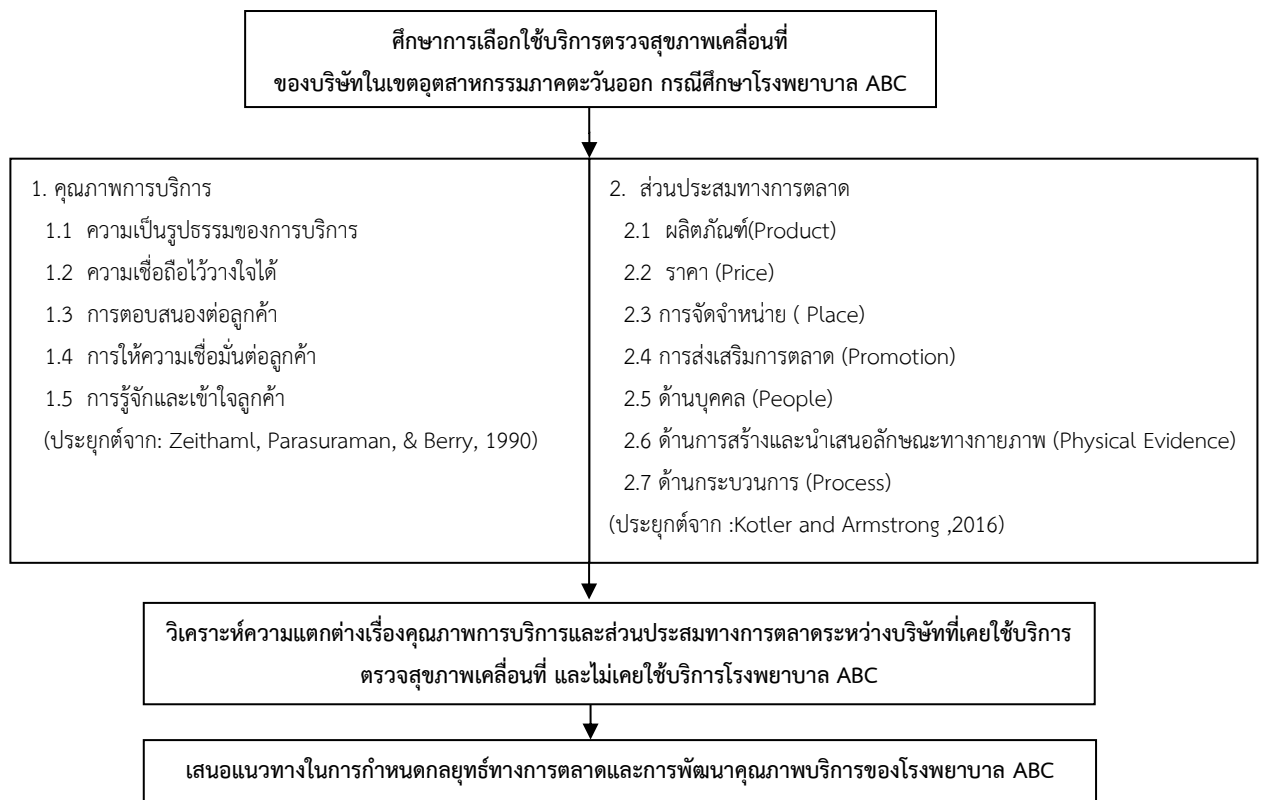 ศึกษาการเลือกใช้บริการตรวจสุขภาพเคลื่อนที่
ของบริษัทในเขตอุตสาหกรรมภาคตะวันออก กรณีศึกษาโรงพยาบาล ABC
1. คุณภาพการบริการ
1.1 ความเป็นรูปธรรมของการบริการ
1.2 ความเชื่อถือไว้วางใจได้
1.3 การตอบสนองต่อลูกค้า
1.4 การให้ความเชื่อมั่นต่อลูกค้า
1.5 การรู้จักและเข้าใจลูกค้า
(ประยุกต์จาก: Zeithaml, Parasuraman, & Berry, 1990)
2. ส่วนประสมทางการตลาด
2.1 ผลิตภัณฑ์(Product)
2.2 ราคา (Price)
2.3 การจัดจำหน่าย ( Place)
2.4 การส่งเสริมการตลาด (Promotion)
2.5 ด้านบุคคล (People)
2.6 ด้านการสร้างและนำเสนอลักษณะทางกายภาพ (Physical Evidence)
2.7 ด้านกระบวนการ (Process)
(ประยุกต์จาก :Kotler and Armstrong ,2016)
วิเคราะห์ความแตกต่างเรื่องคุณภาพการบริการและส่วนประสมทางการตลาดระหว่างบริษัทที่เคยใช้บริการ
ตรวจสุขภาพเคลื่อนที่ และไม่เคยใช้บริการโรงพยาบาล ABC
เสนอแนวทางในการกำหนดกลยุทธ์ทางการตลาดและการพัฒนาคุณภาพบริการของโรงพยาบาล ABC